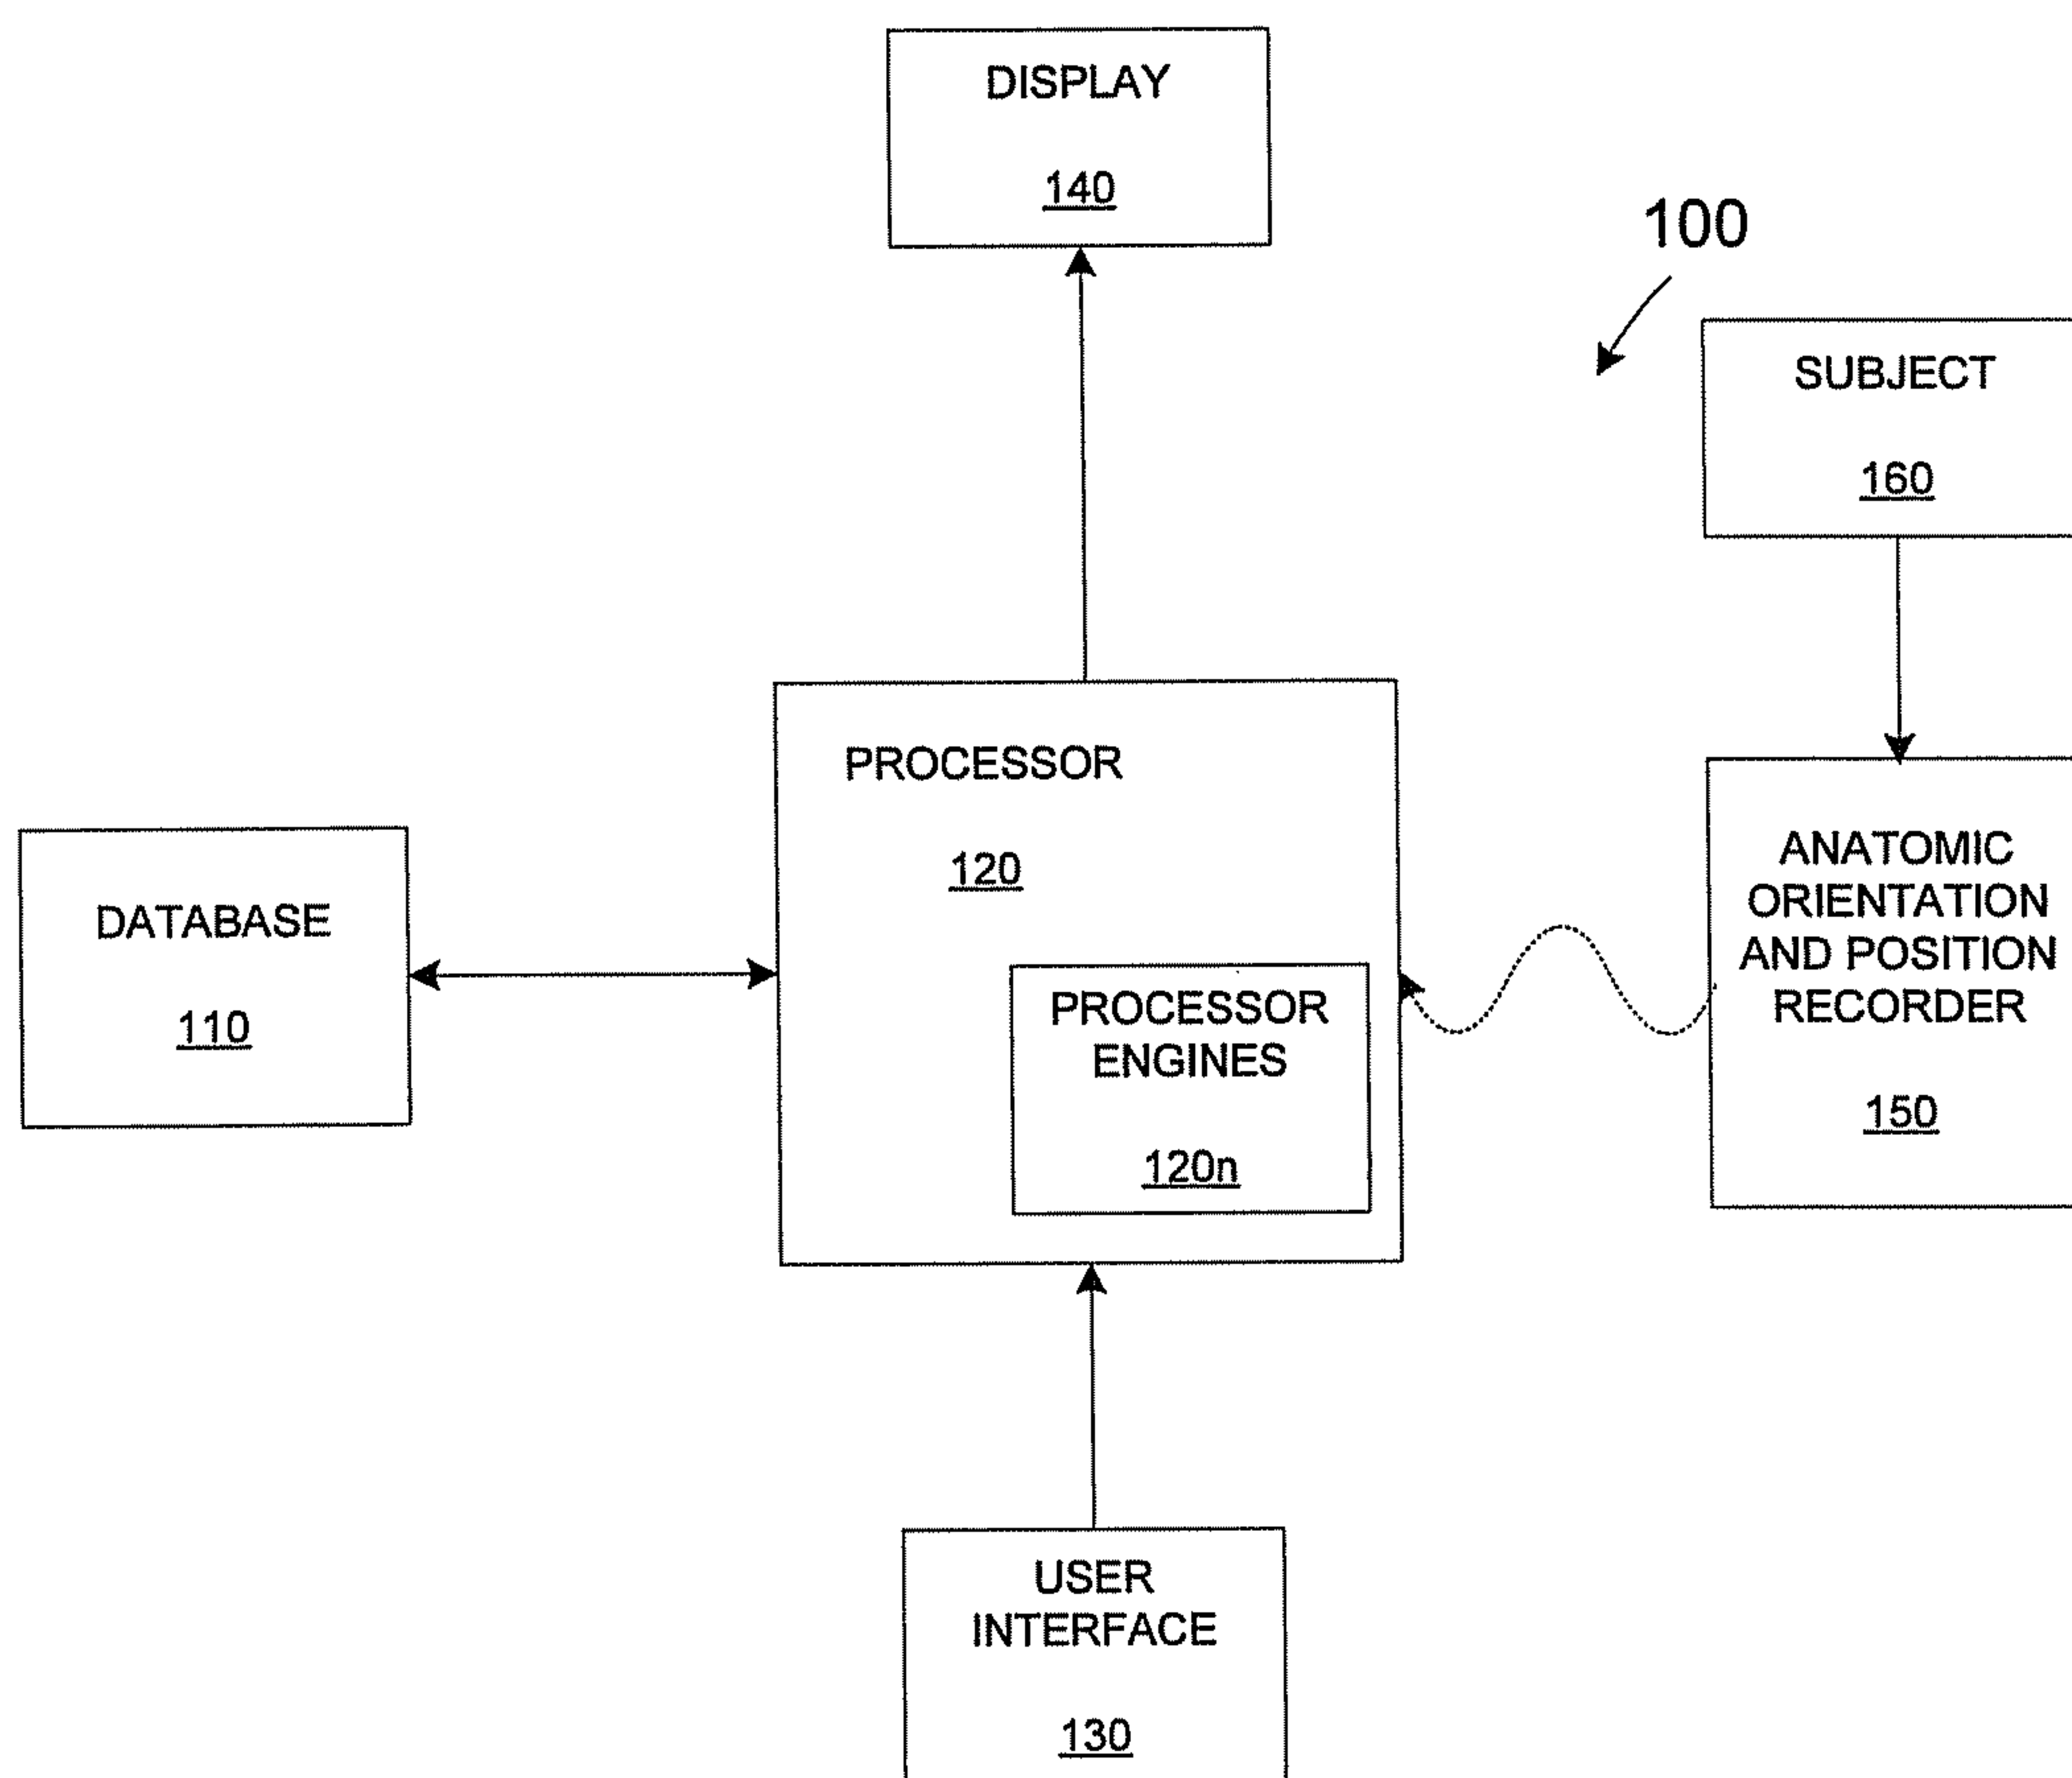 DISPLAY
140
100
SUBJECT
160
PROCESSOR
120
ANATOMIC
ORIENTATION
AND POSITION
RECORDER
150
DATABASE
110
PROCESSOR
ENGINES
120n
USER
INTERFACE
130